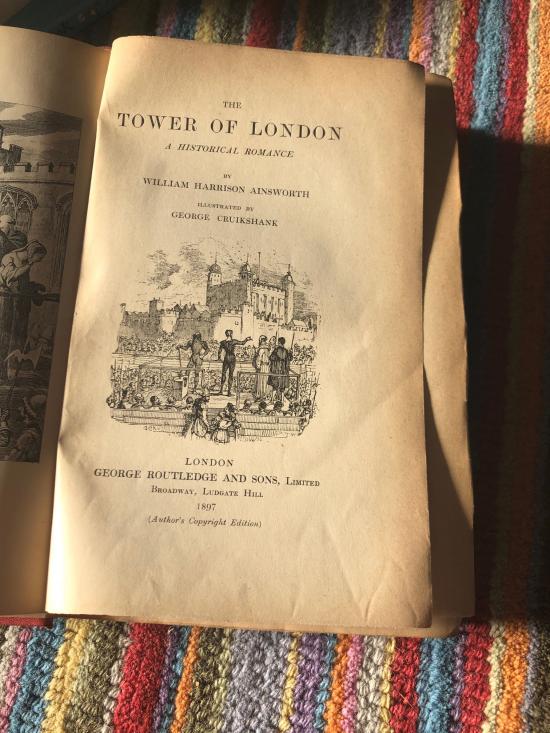 THE
TOWER OF LONDON
A HISTORICAL ROMANCE
BY
WILLIAM HARRISON AINSWORTH
ILLUSTRATED BY
GEORGE CRUIKSHANK
LONDON
GEORGE ROUTLEDGE AND SONS, LIMITED
BROADWAY, LUDGATE HILL
1897
(Author's Copyright Edition)